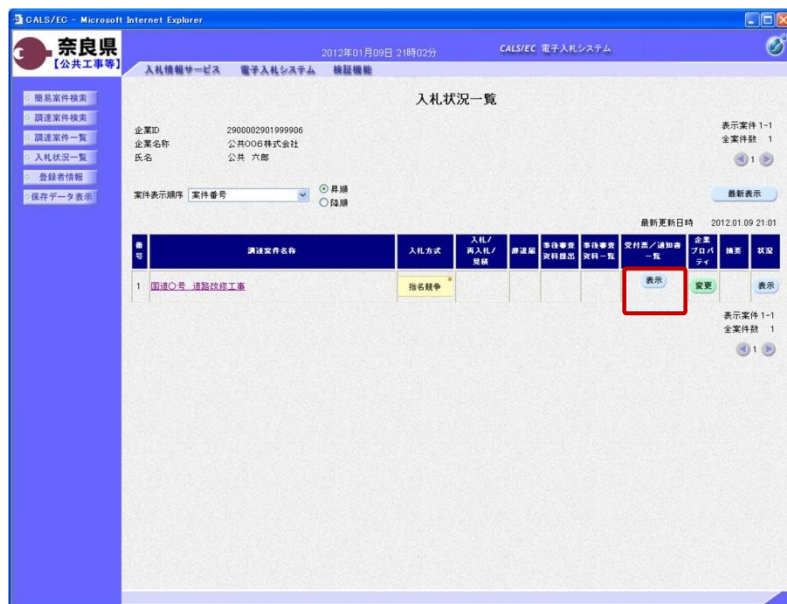 CALS/EC - Microsoft Internet Explorer
奈良県
【公共工事等】
2012年01月09日 21時02分
CALS/EC 電子入札システム
入札情報サービス 電子入札システム 検証機能
簡易案件検索
調達案件検索
調達案件一覧
入札状況一覧
登録者情報
保存データ表示
入札状況一覧
企業ID 2900002901999906
企業名称 公共006株式会社
氏名 公共 六郎
表示案件 1-1
全案件数 1
1
案件表示順序 案件番号
昇順
降順
最新表示
最新更新日時 2012.01.09 21:01
番号 調達案件名称 入札方式 入札/再入札/見積 辞退届 事後審査資料提出 事後審査資料一覧 受付票/通知書一覧 企業プロパティ 摘要 状況
1 国道〇号 道路改修工事 指名競争 表示 変更 表示
表示案件 1-1
全案件数 1
1